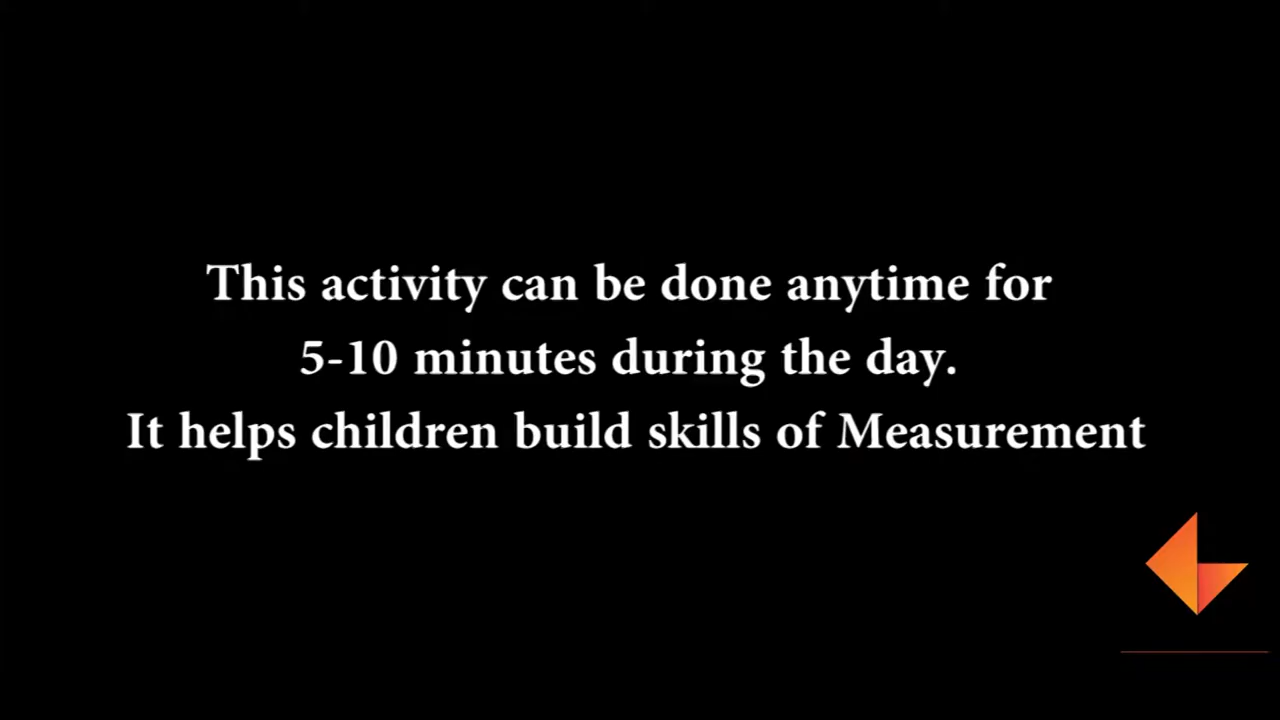 This activity can be done anytime for
5-10 minutes during the day.
It helps children build skills of Measurement